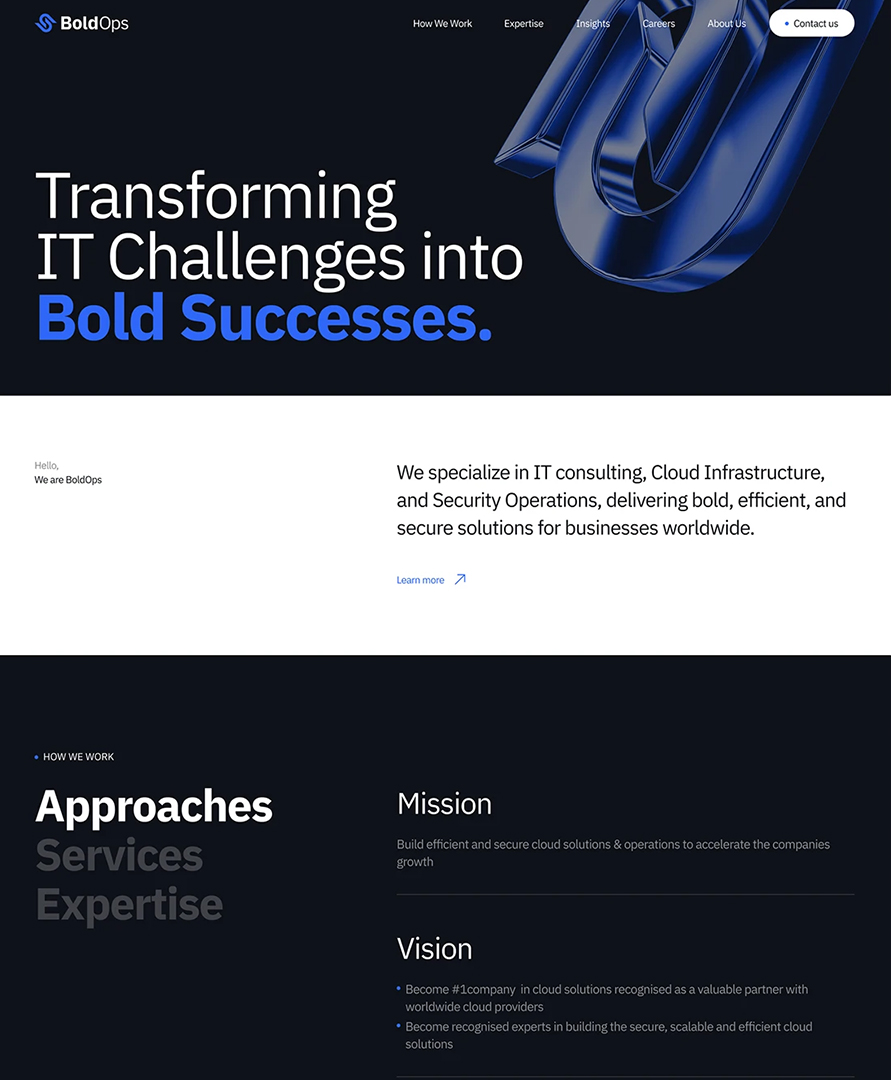 BoldOps
How We Work
Expertise
Insights
Careers
About Us
Contact us
Transforming
IT Challenges into
Bold Successes.
Hello,
We are BoldOps
We specialize in IT consulting, Cloud Infrastructure,
and Security Operations, delivering bold, efficient, and
secure solutions for businesses worldwide.
Learn more
HOW WE WORK
Approaches
Services
Expertise
Mission
Build efficient and secure cloud solutions & operations to accelerate the companies
growth
Vision
Become #1company in cloud solutions recognised as a valuable partner with
worldwide cloud providers
Become recognised experts in building the secure, scalable and efficient cloud
solutions